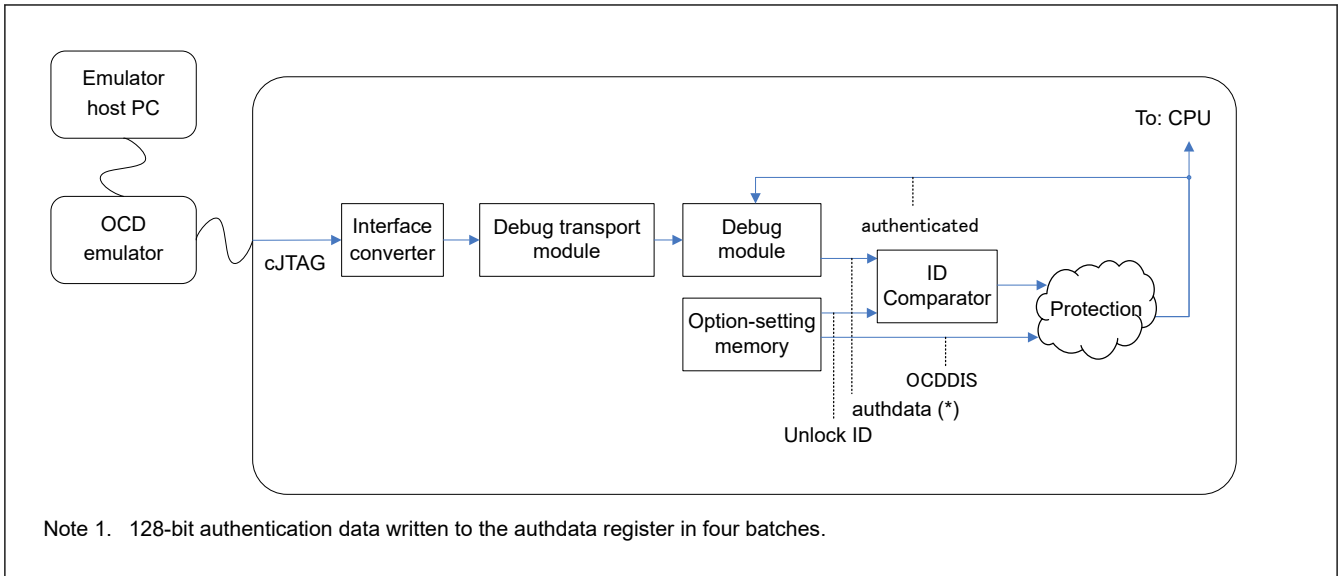 Emulator
host PC
OCD
emulator
cJTAG
Interface
converter
Debug transport
module
Debug
module
Option-setting
memory
authenticated
ID
Comparator
Protection
To: CPU
OCDDIS
authdata (*)
Unlock ID
Note 1. 128-bit authentication data written to the authdata register in four batches.